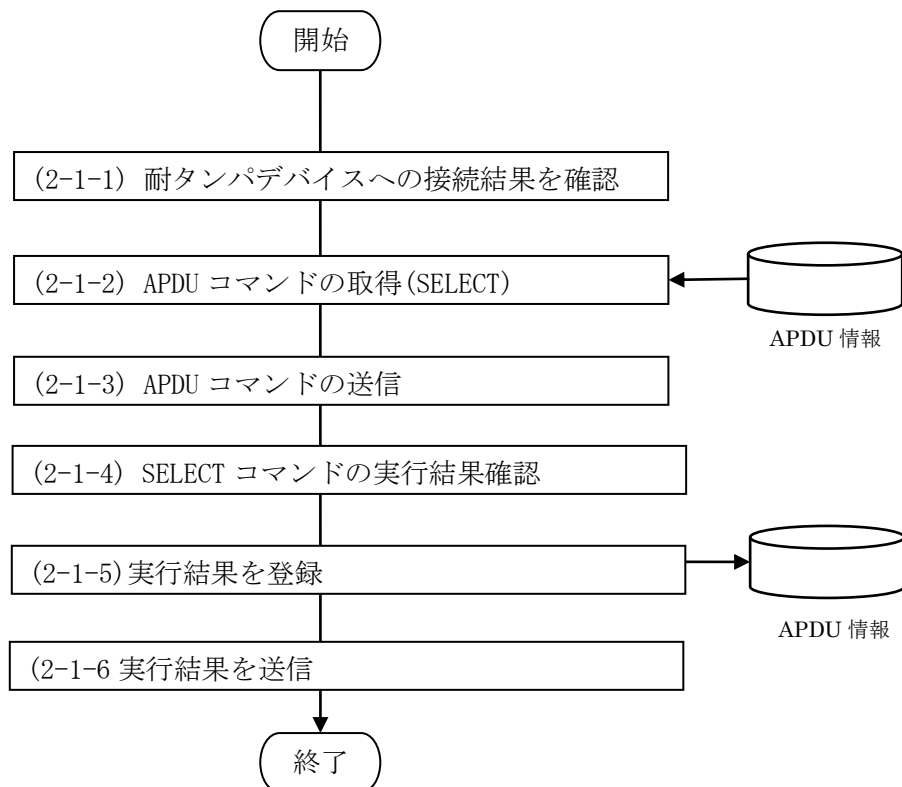 開始
(2-1-1) 耐タンパデバイスへの接続結果を確認
(2-1-2) APDU コマンドの取得(SELECT)
APDU 情報
(2-1-3) APDU コマンドの送信
(2-1-4) SELECT コマンドの実行結果確認
(2-1-5)実行結果を登録
APDU 情報
(2-1-6 実行結果を送信
終了